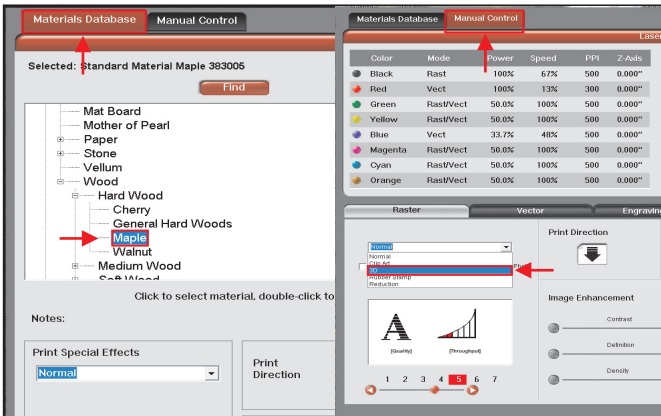 Materials Database Manual Control
Selected: Standard Material Maple 383005
Find
Mat Board
Mother of Pearl
Paper
Stone
Vellum
Wood
Hard Wood
Cherry
General Hard Woods
Maple
Walnut
Medium Wood
Soft Wood
Click to select material, double-click to
Notes:
Print Special Effects
Normal
Print
Direction
Materials Database Manual Control
Lase
Color Mode Power Speed PPI Z-Axis
Black Rast 100% 67% 500 0.000"
Red Vect 100% 13% 300 0.000"
Green Rast/Vect 50.0% 100% 500 0.000"
Yellow Rast/Vect 50.0% 100% 500 0.000"
Blue Vect 33.7% 48% 500 0.000"
Magenta Rast/Vect 50.0% 100% 500 0.000"
Cyan Rast/Vect 50.0% 100% 500 0.000"
Orange Rast/Vect 50.0% 100% 500 0.000"
Raster Vector Engraving
Normal
Normal
Clip Art
3D
Rubber Stamp
Reduction
Print Direction
A
[Quality] [Throughput]
1 2 3 4 5 6 7
Image Enhancement
Contrast
Definition
Density